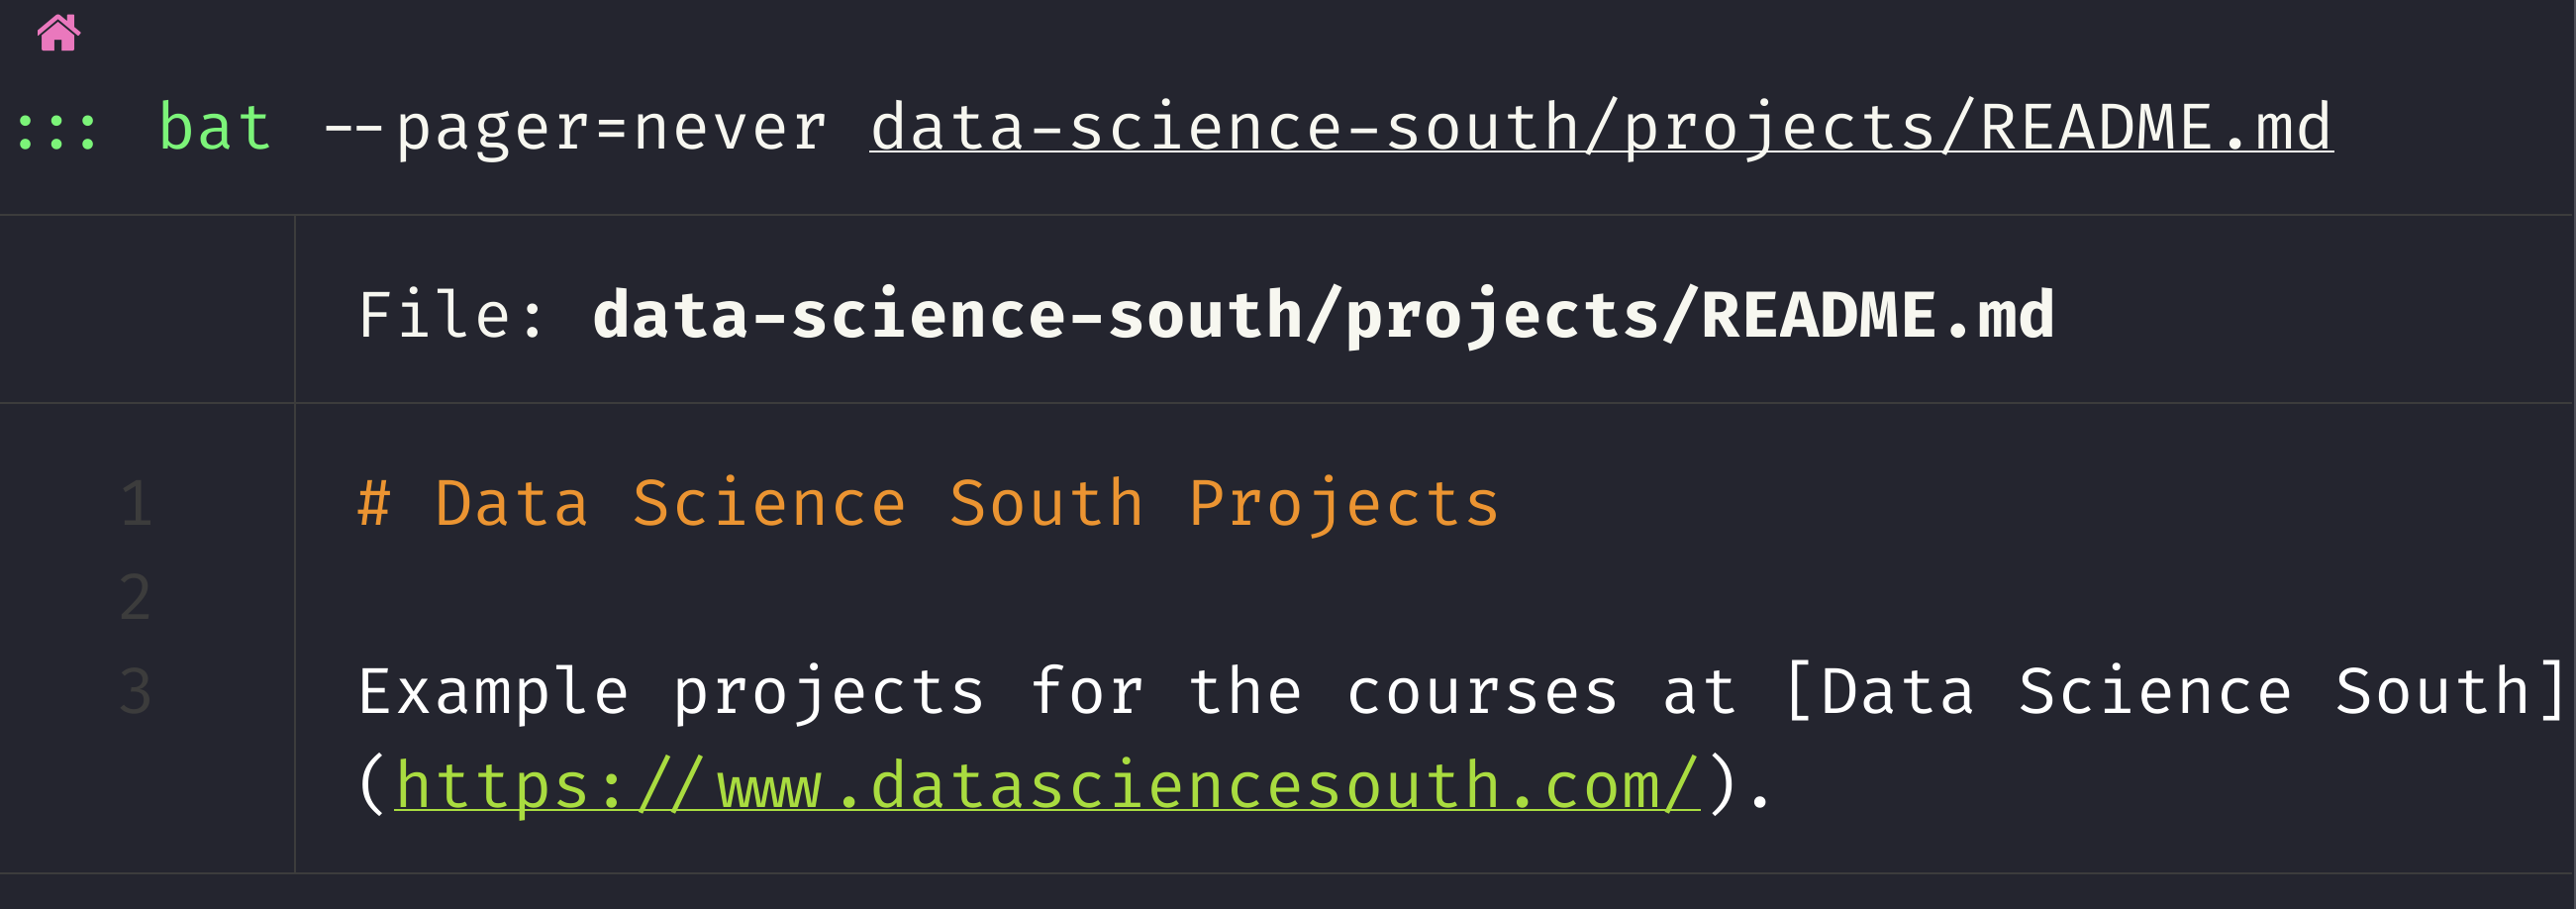 ::: bat --pager=never data-science-south/projects/README.md
File: data-science-south/projects/README.md
1 # Data Science South Projects
2
3 Example projects for the courses at [Data Science South]
(https://www.datasciencesouth.com/).